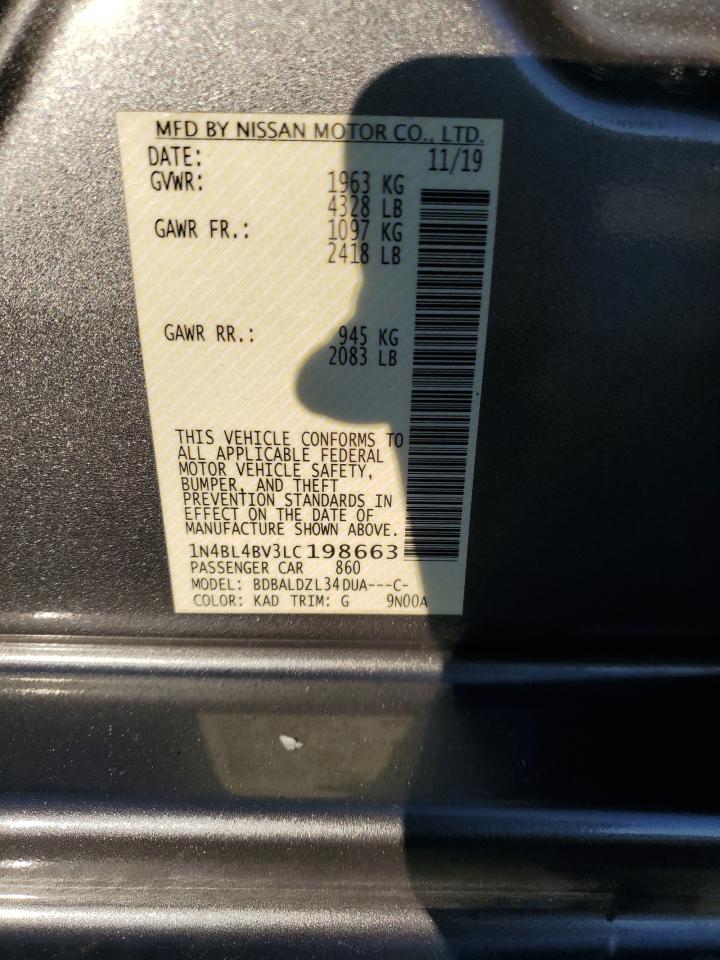 MFD BY NISSAN MOTOR CO., LTD.
DATE: 11/19
GVWR: 1963 KG
4328 LB
GAWR FR.: 1097 KG
2418 LB
GAWR RR.: 945 KG
2083 LB
THIS VEHICLE CONFORMS TO
ALL APPLICABLE FEDERAL
MOTOR VEHICLE SAFETY,
BUMPER, AND THEFT
PREVENTION STANDARDS IN
EFFECT ON THE DATE OF
MANUFACTURE SHOWN ABOVE.
1N4BL4BV3LC198663
PASSENGER CAR 860
MODEL: BDBALDZL34DUA---C-
COLOR: KAD TRIM: G 9N00A